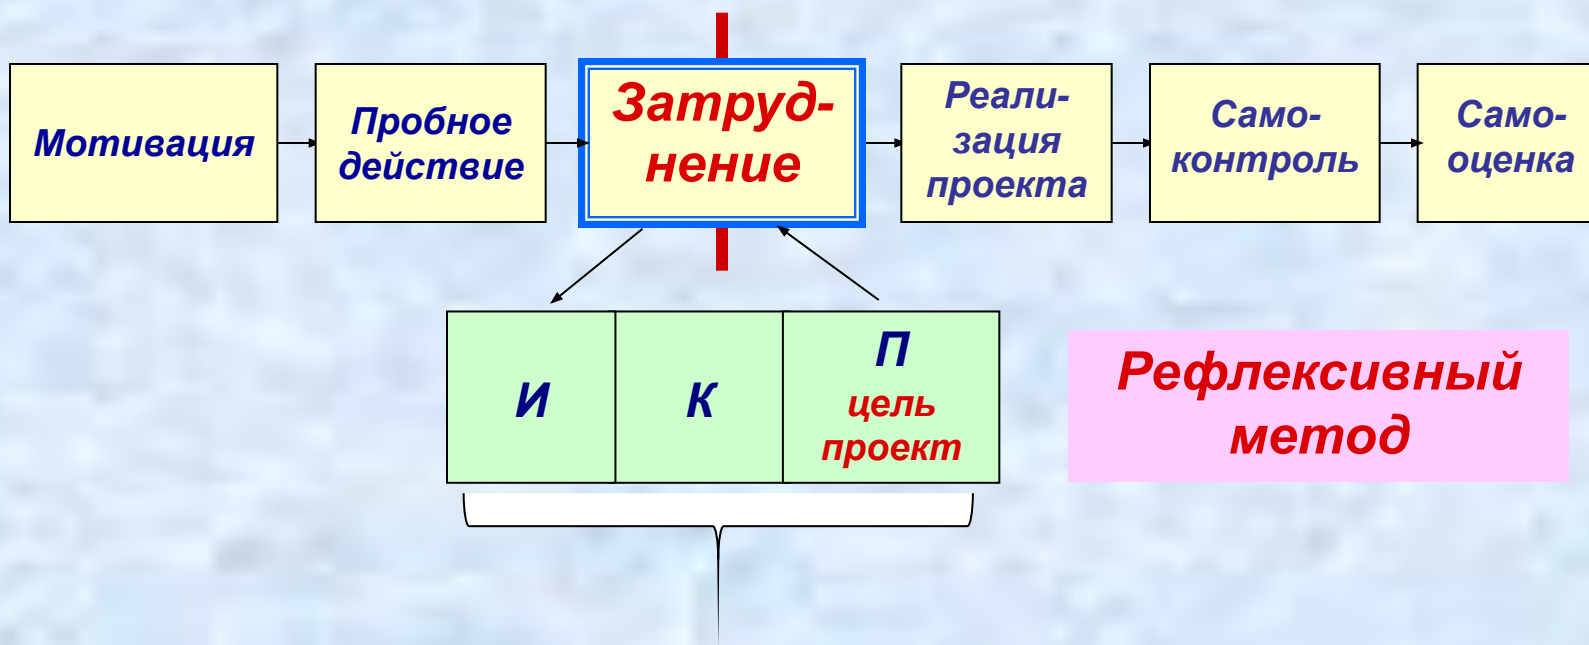 Мотивация
Пробное
действие
Затруд-
нение
Реали-
зация
проекта
Само-
контроль
Само-
оценка
И
К
П
цель
проект
Рефлексивный
метод